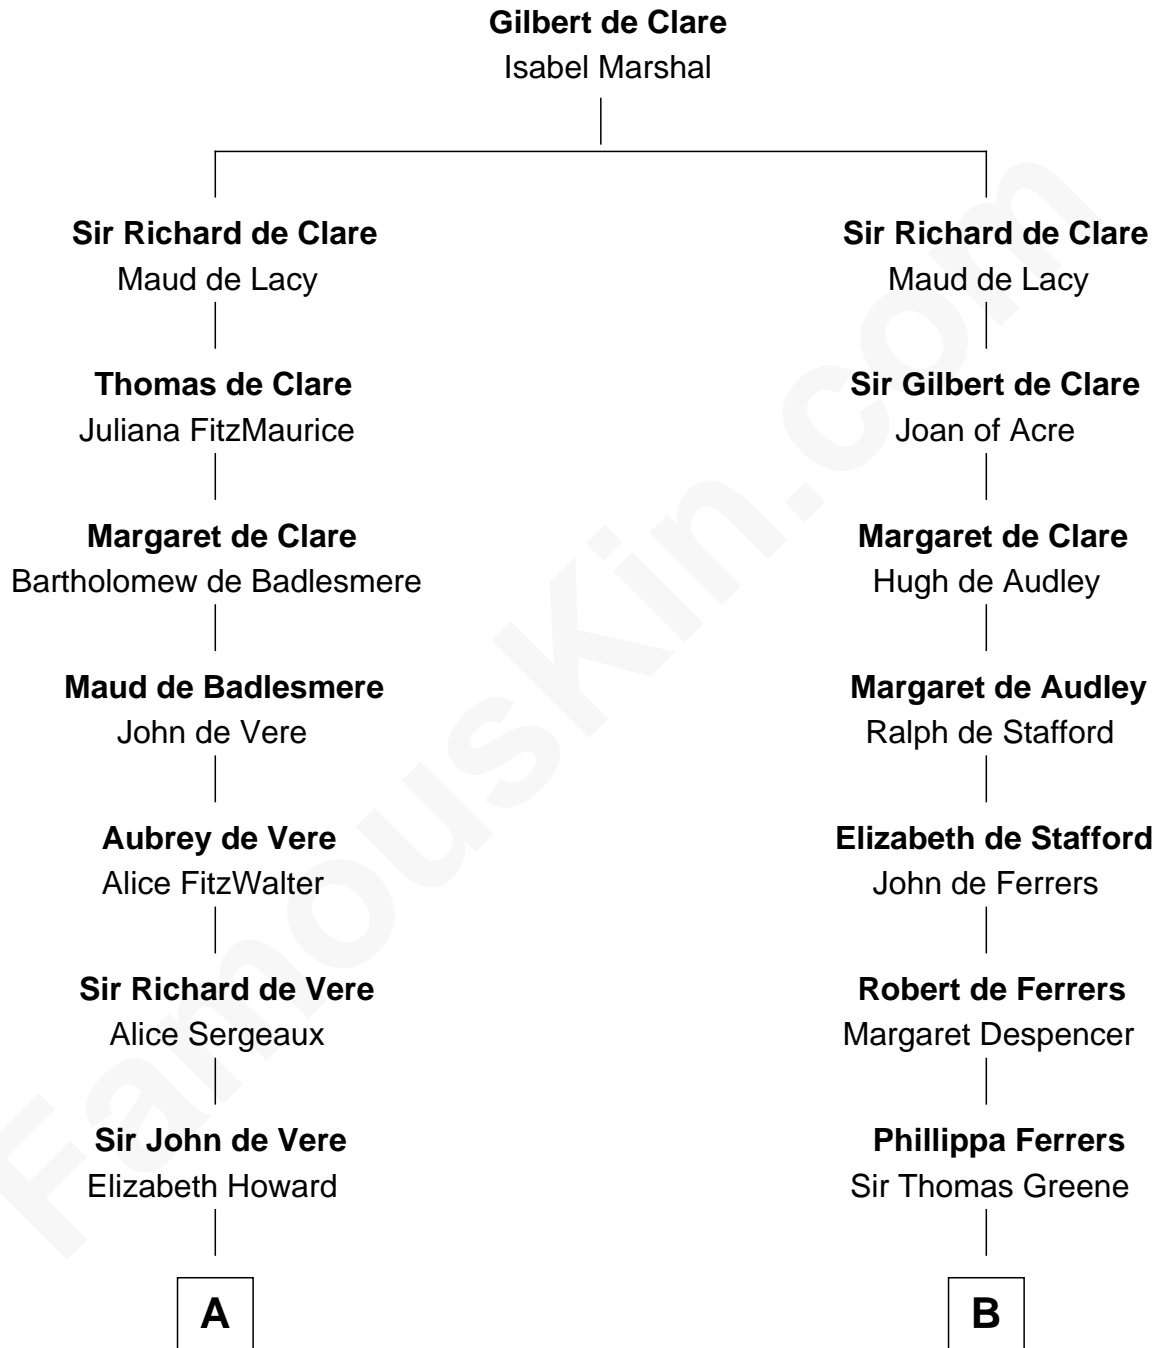 Gilbert de Clare
Isabel Marshal
Sir Richard de Clare
Maud de Lacy
Thomas de Clare
Juliana FitzMaurice
Margaret de Clare
Bartholomew de Badlesmere
Maud de Badlesmere
John de Vere
Aubrey de Vere
Alice FitzWalter
Sir Richard de Vere
Alice Sergeaux
Sir John de Vere
Elizabeth Howard
A
Sir Richard de Clare
Maud de Lacy
Sir Gilbert de Clare
Joan of Acre
Margaret de Clare
Hugh de Audley
Margaret de Audley
Ralph de Stafford
Elizabeth de Stafford
John de Ferrers
Robert de Ferrers
Margaret Despencer
Phillippa Ferrers
Sir Thomas Greene
B
FamousKin.com